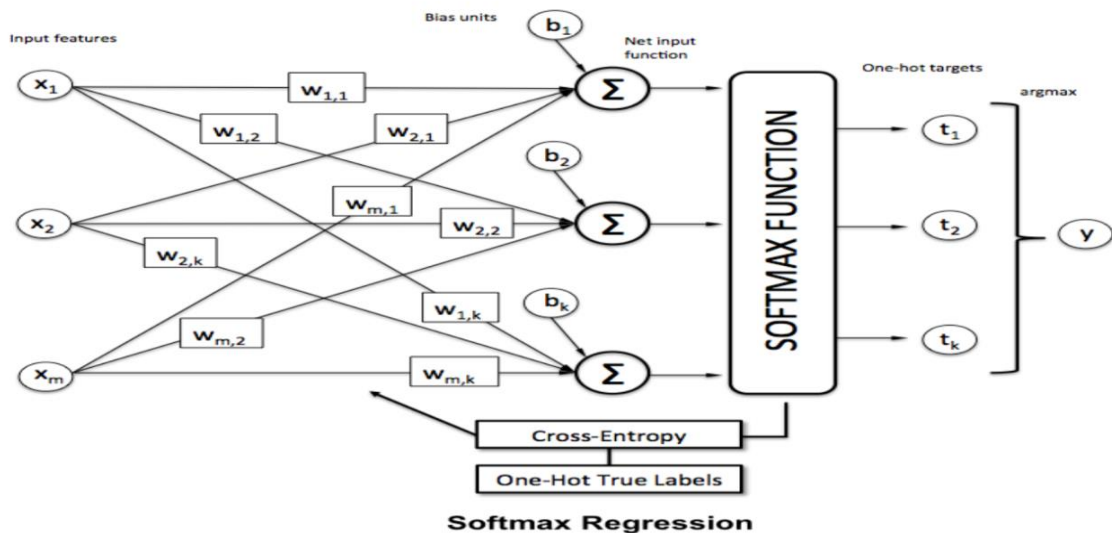 Bias units
b1
Input features
Net input
function
One-hot targets
argmax
x1
w1,1
Σ
w1,2
w2,1
SOFTMAX FUNCTION
t1
b2
wm,1
x2
w2,2
Σ
t2
y
w2,k
bk
w1,k
wm,2
t k
xm
wm,k
Σ
Cross-Entropy
One-Hot True Labels
Softmax Regression